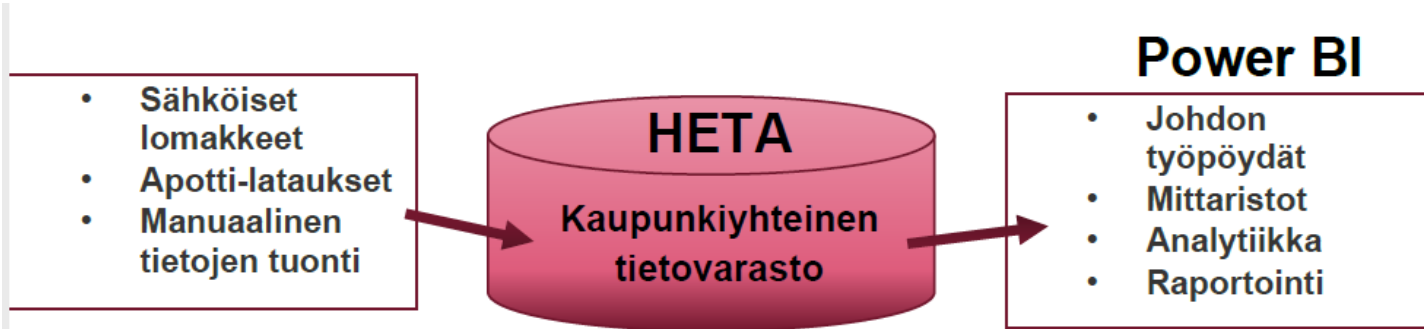 • Sähköiset
lomakkeet
• Apotti-lataukset
• Manuaalinen
tietojen tuonti
HETA
Kaupunkiyhteinen
tietovarasto
Power BI
• Johdon
työpöydät
• Mittaristot
• Analytiikka
• Raportointi